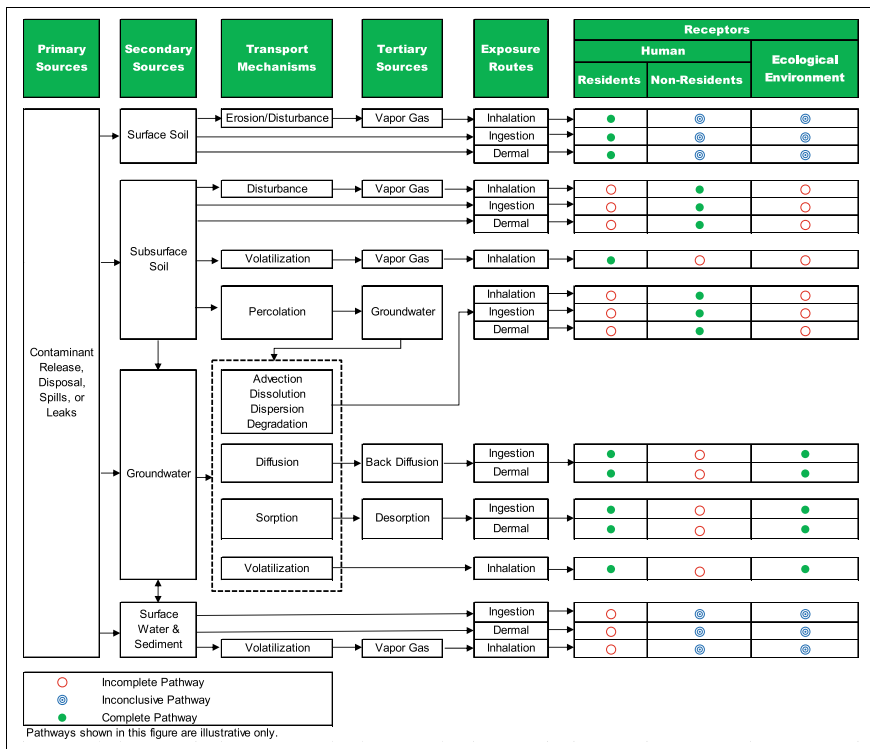 Primary
Sources
Secondary
Sources
Transport
Mechanisms
Tertiary
Sources
Exposure
Routes
Receptors
Human
Ecological
Environment
Residents
Non-Residents
Contaminant
Release,
Disposal,
Spills, or
Leaks
Surface Soil
Erosion/Disturbance
Vapor Gas
Inhalation
Ingestion
Dermal
Subsurface
Soil
Disturbance
Vapor Gas
Inhalation
Ingestion
Dermal
Volatilization
Vapor Gas
Inhalation
Percolation
Groundwater
Inhalation
Ingestion
Dermal
Groundwater
Advection
Dissolution
Dispersion
Degradation
Diffusion
Back Diffusion
Ingestion
Dermal
Sorption
Desorption
Ingestion
Dermal
Volatilization
Inhalation
Surface
Water &
Sediment
Ingestion
Dermal
Volatilization
Vapor Gas
Inhalation
Incomplete Pathway
Inconclusive Pathway
Complete Pathway
Pathways shown in this figure are illustrative only.